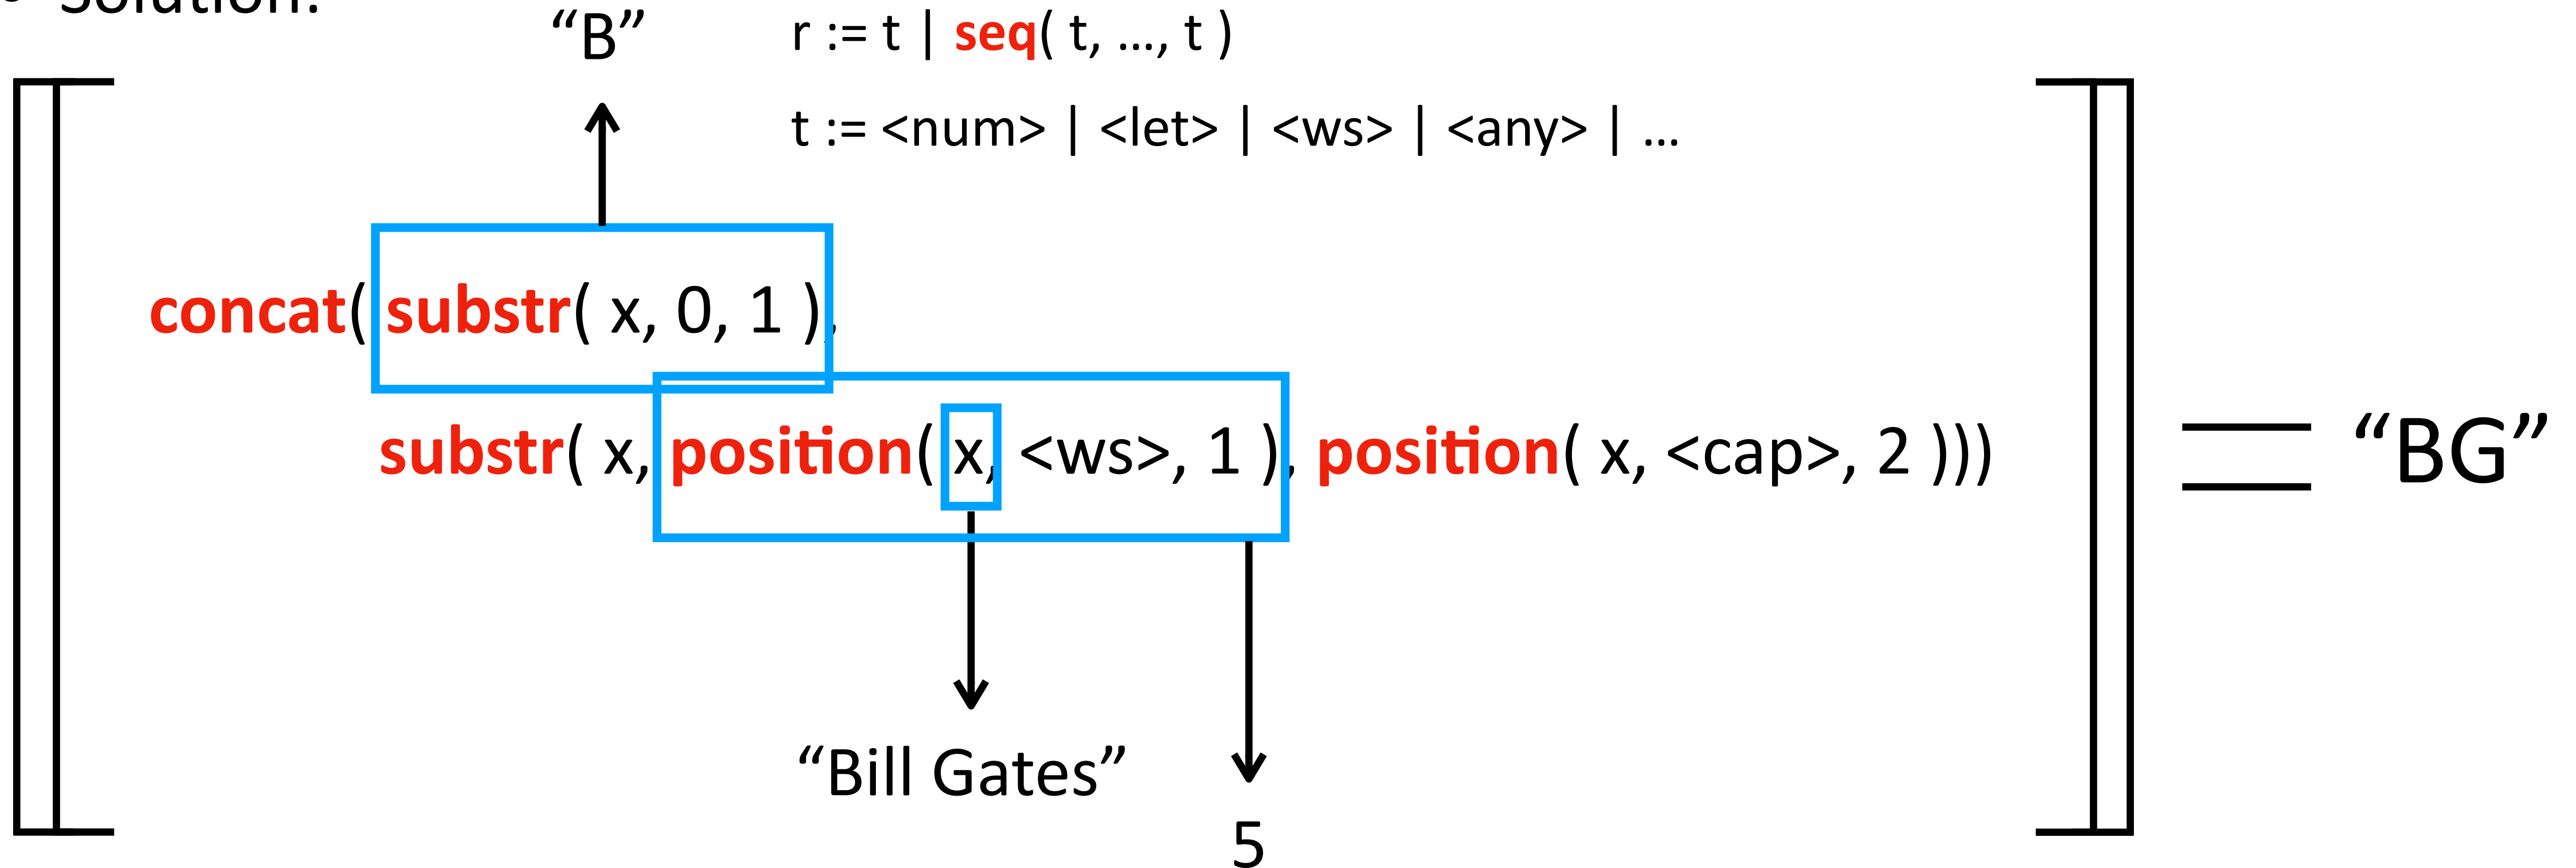 • Solution:
“B”
r := t | seq( t, …, t )
t := <num> | <let> | <ws> | <any> | …
concat( substr( x, 0, 1 ),
substr( x, position( x, <ws>, 1 ), position( x, <cap>, 2 )))
= “BG”
“Bill Gates”
5